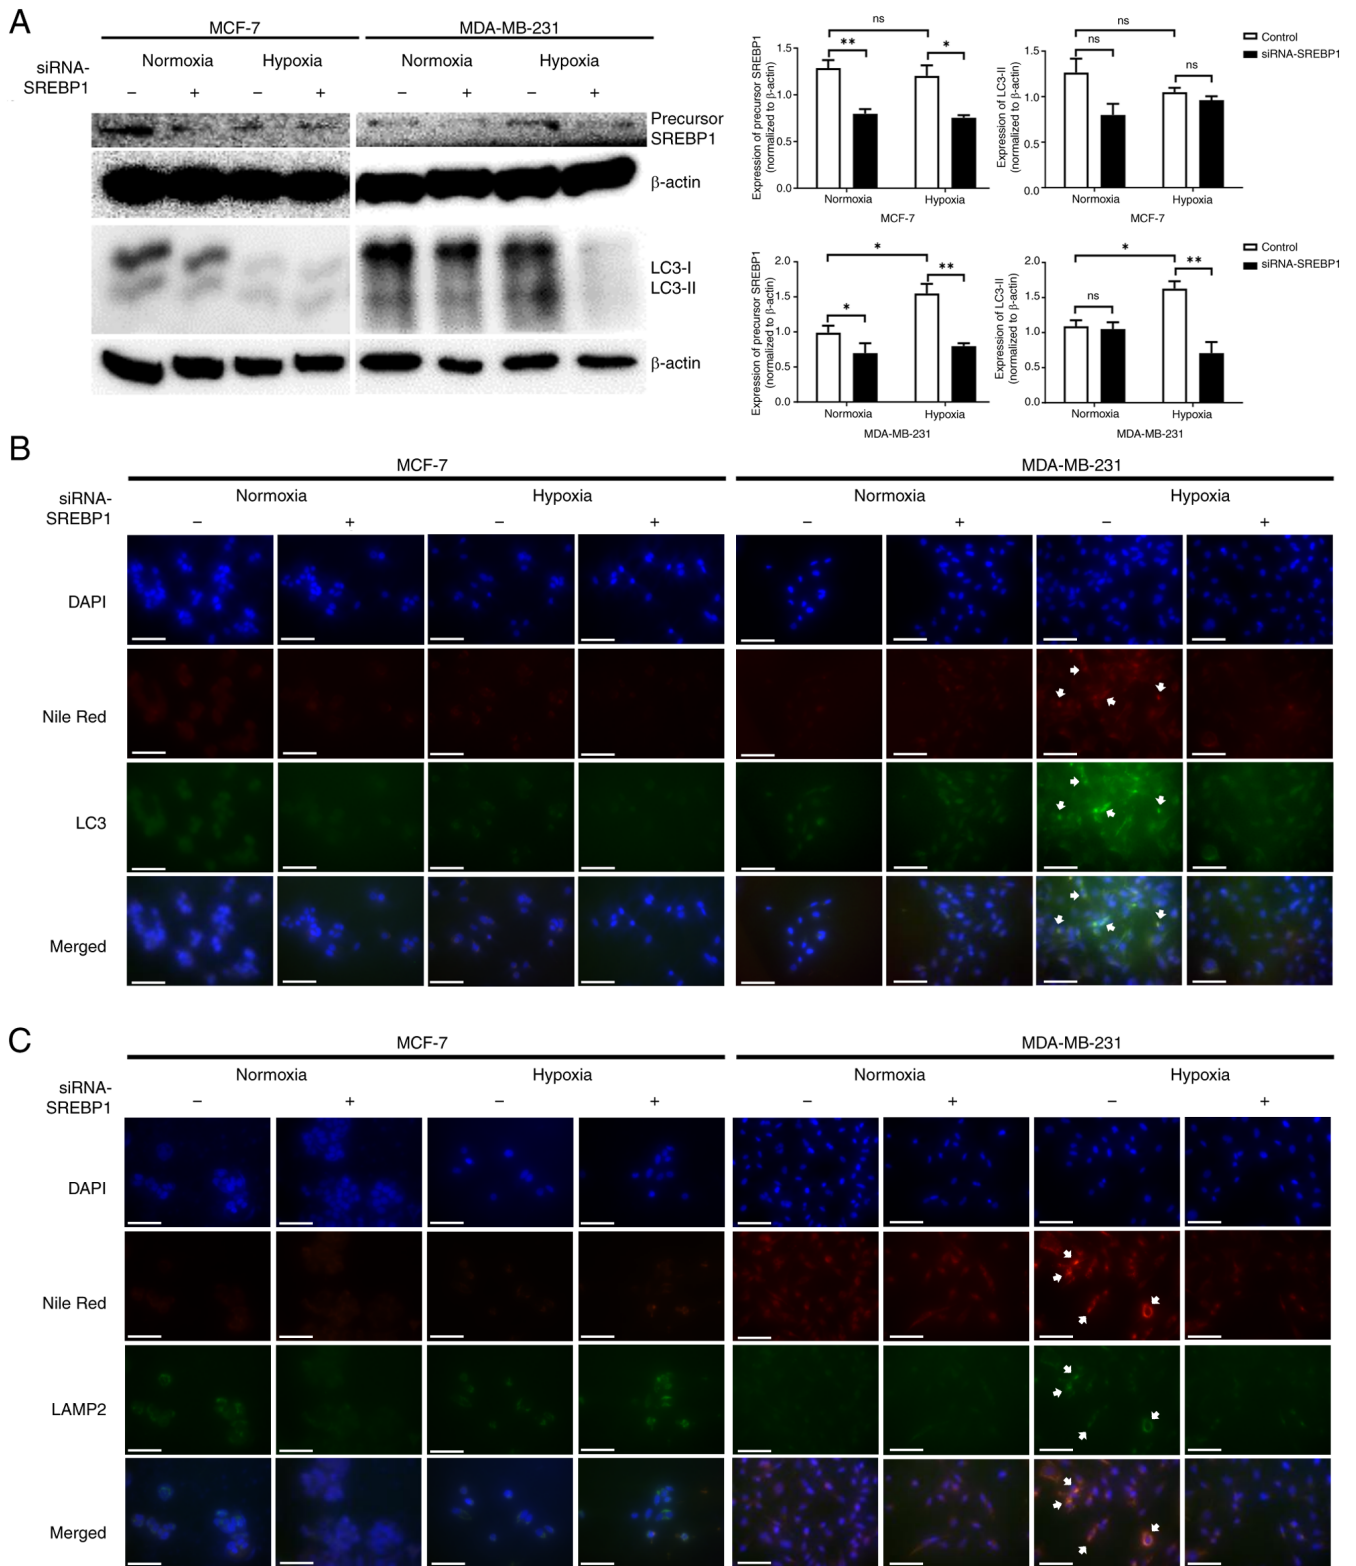 A
MCF-7
MDA-MB-231
siRNA-
SREBP1
Normoxia
Hypoxia
Normoxia
Hypoxia
– + – + – + – +
Precursor
SREBP1
β-actin
LC3-I
LC3-II
β-actin
Expression of precursor SREBP1
(normalized to β-actin)
1.5
1.0
0.5
0.0
ns
**
*
Normoxia
Hypoxia
MCF-7
Expression of LC3-II
(normalized to β-actin)
1.5
1.0
0.5
0.0
ns
ns
ns
Normoxia
Hypoxia
MCF-7
Control
siRNA-SREBP1
Expression of precursor SREBP1
(normalized to β-actin)
2.0
1.5
1.0
0.5
0.0
*
*
**
Normoxia
Hypoxia
MDA-MB-231
Expression of LC3-II
(normalized to β-actin)
2.0
1.5
1.0
0.5
0.0
*
ns
**
Normoxia
Hypoxia
MDA-MB-231
Control
siRNA-SREBP1
B
MCF-7
MDA-MB-231
siRNA-
SREBP1
Normoxia
Hypoxia
Normoxia
Hypoxia
– + – + – + – +
DAPI
Nile Red
LC3
Merged
C
MCF-7
MDA-MB-231
siRNA-
SREBP1
Normoxia
Hypoxia
Normoxia
Hypoxia
– + – + – + – +
DAPI
Nile Red
LAMP2
Merged